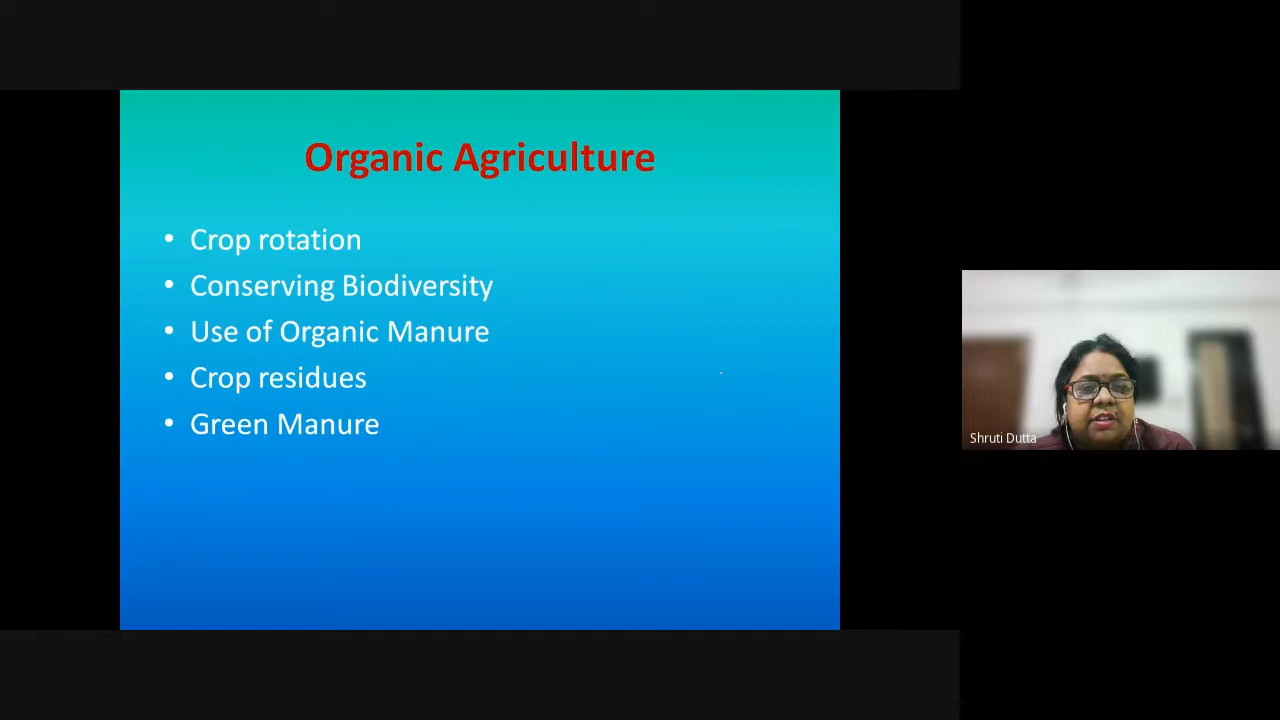 Organic Agriculture
• Crop rotation
• Conserving Biodiversity
• Use of Organic Manure
• Crop residues
• Green Manure
Shruti Dutta